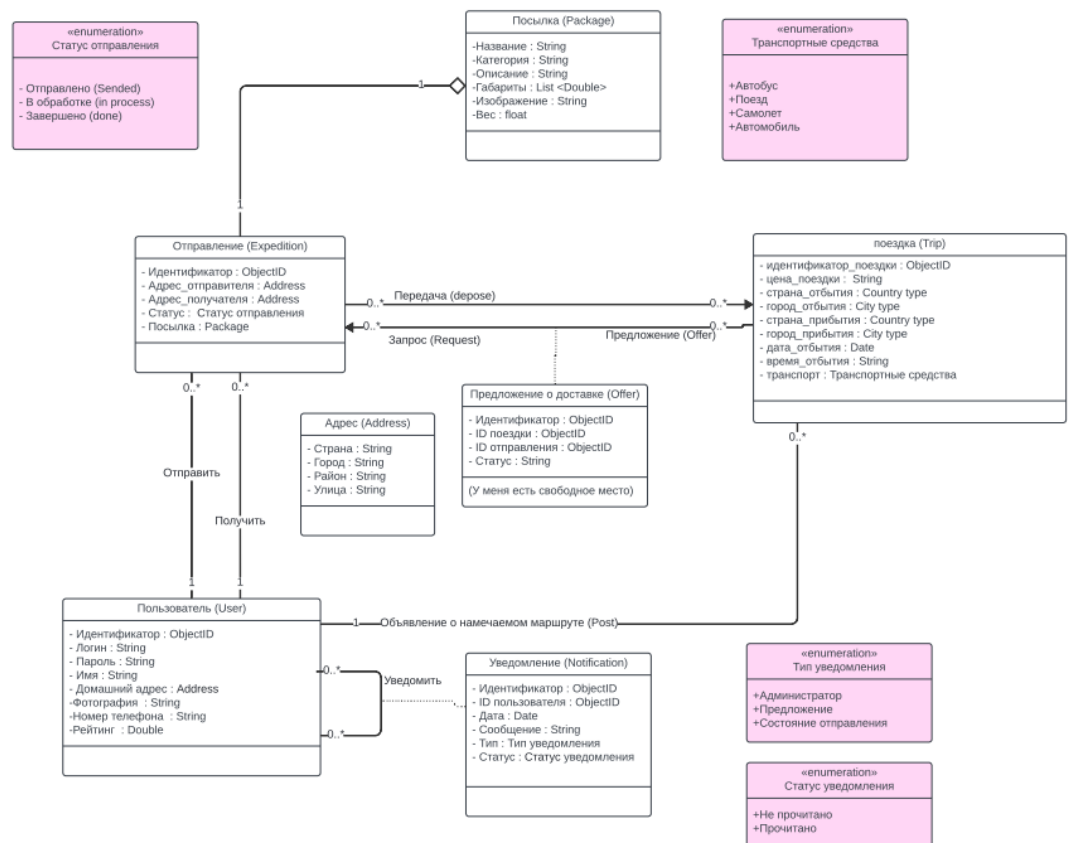 «enumeration»
Статус отправления
- Отправлено (Sended)
- В обработке (in process)
- Завершено (done)
Посылка (Package)
-Название : String
-Категория : String
-Описание : String
-Габариты : List <Double>
-Изображение : String
-Вес : float
«enumeration»
Транспортные средства
+Автобус
+Поезд
+Самолет
+Автомобиль
1
1
Отправление (Expedition)
- Идентификатор : ObjectID
- Адрес_отправителя : Address
- Адрес_получателя : Address
- Статус : Статус отправления
- Посылка : Package
0..*
Передача (depose)
0..*
0..*
Запрос (Request)
Предложение (Offer)
0..*
поездка (Trip)
- идентификатор_поездки : ObjectID
- цена_поездки : String
- страна_отбытия : Country type
- город_отбытия : City type
- страна_прибытия : Country type
- город_прибытия : City type
- дата_отбытия : Date
- время_отбытия : String
- транспорт : Транспортные средства
0..*
0..*
0..*
Адрес (Address)
- Страна : String
- Город : String
- Район : String
- Улица : String
Предложение о доставке (Offer)
- Идентификатор : ObjectID
- ID поездки : ObjectID
- ID отправления : ObjectID
- Статус : String
(У меня есть свободное место)
Отправить
Получить
1
1
Пользователь (User)
- Идентификатор : ObjectID
- Логин : String
- Пароль : String
- Имя : String
- Домашний адрес : Address
-Фотография : String
-Номер телефона : String
-Рейтинг : Double
1
Объявление о намечаемом маршруте (Post)
0..*
Уведомить
0..*
Уведомление (Notification)
- Идентификатор : ObjectID
- ID пользователя : ObjectID
- Дата : Date
- Сообщение : String
- Тип : Тип уведомления
- Статус : Статус уведомления
«enumeration»
Тип уведомления
+Администратор
+Предложение
+Состояние отправления
«enumeration»
Статус уведомления
+Не прочитано
+Прочитано